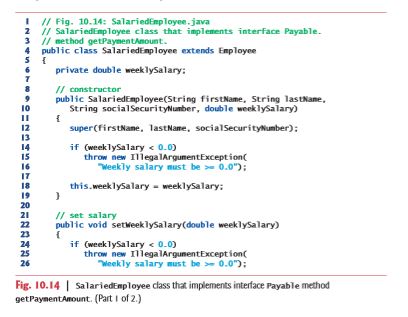 1 // Fig. 10.14: SalariedEmployee.java
2 // SalariedEmployee class that implements interface Payable.
3 // method getPaymentAmount.
4 public class SalariedEmployee extends Employee
5 {
6 private double weeklySalary;
7
8 // constructor
9 public SalariedEmployee(String firstName, String lastName,
10 String socialSecurityNumber, double weeklySalary)
11 {
12 super(firstName, lastName, socialSecurityNumber);
13
14 if (weeklySalary < 0.0)
15 throw new IllegalArgumentException(
16 "Weekly salary must be >= 0.0");
17
18 this.weeklySalary = weeklySalary;
19 }
20
21 // set salary
22 public void setWeeklySalary(double weeklySalary)
23 {
24 if (weeklySalary < 0.0)
25 throw new IllegalArgumentException(
26 "Weekly salary must be >= 0.0");
Fig. 10.14 | SalariedEmployee class that implements interface Payable method
getPaymentAmount. (Part 1 of 2.)